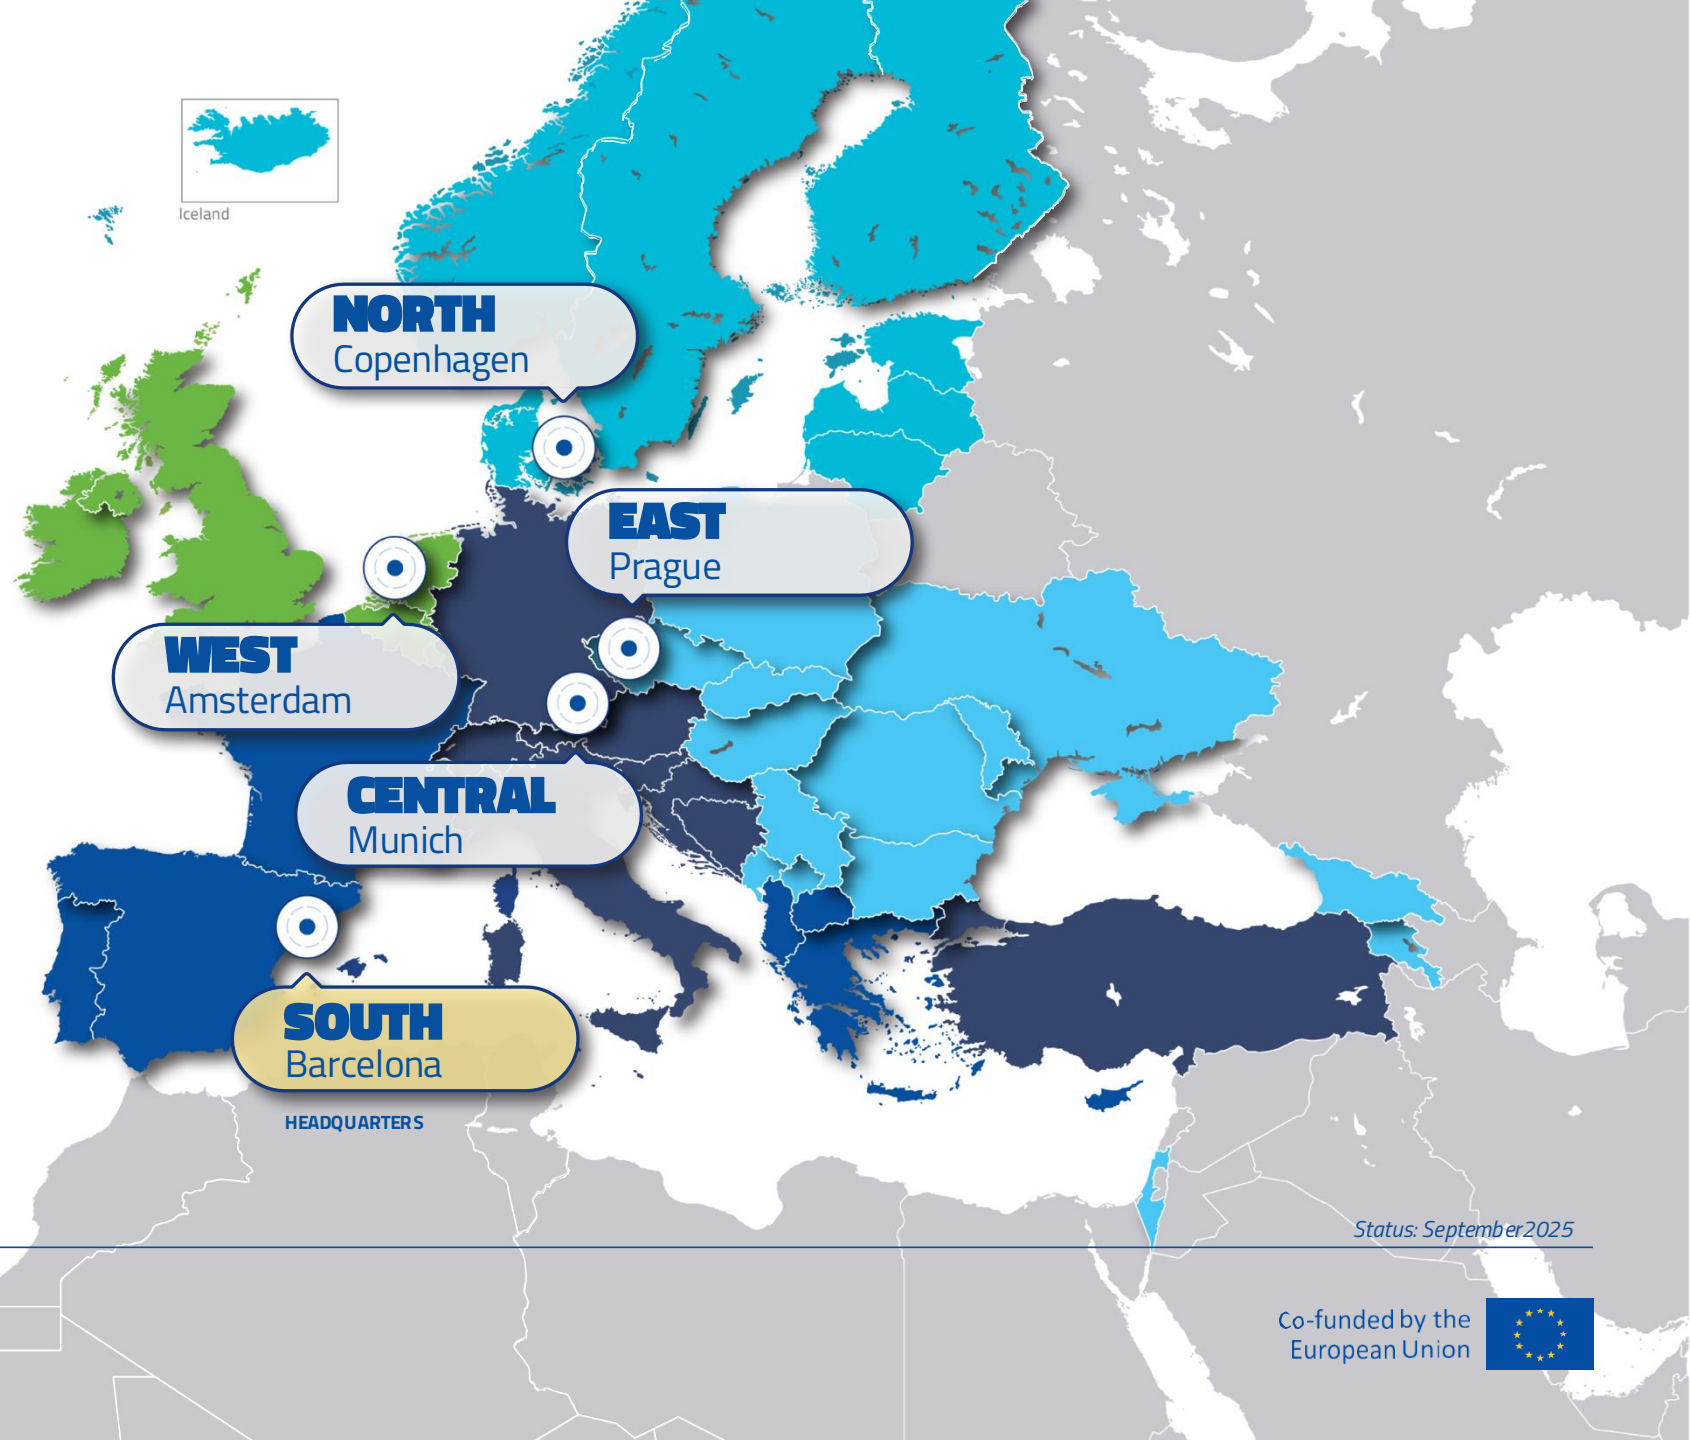 Iceland
NORTH
Copenhagen
EAST
Prague
WEST
Amsterdam
CENTRAL
Munich
SOUTH
Barcelona
HEADQUARTERS
Status: September2025
Co-funded by the
European Union